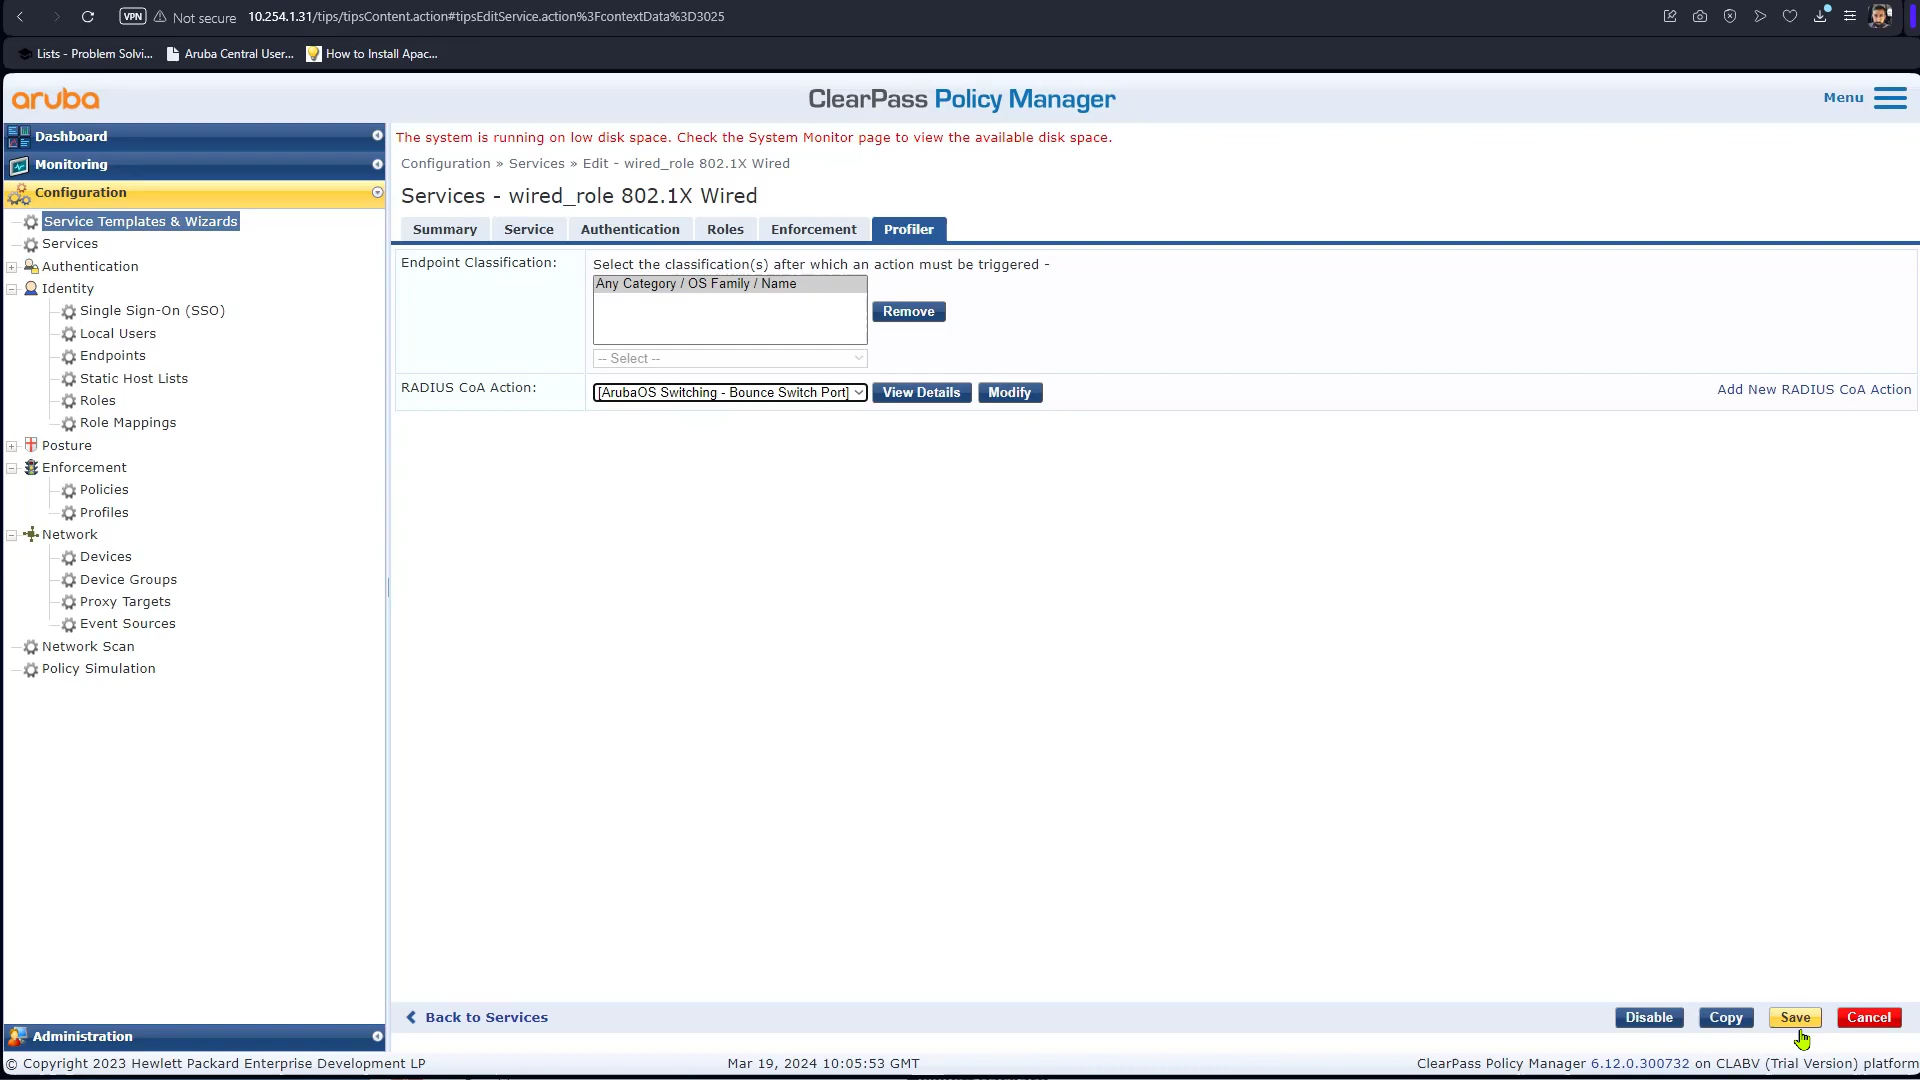 VPN Not secure 10.254.1.31/tips/tipsContent.action#tipsEditService.action%3FcontextData%3D3025
Lists - Problem Solvi... Aruba Central User... How to Install Apac...
aruba
ClearPass Policy Manager
Menu
Dashboard
Monitoring
Configuration
Service Templates & Wizards
Services
Authentication
Identity
Single Sign-On (SSO)
Local Users
Endpoints
Static Host Lists
Roles
Role Mappings
Posture
Enforcement
Policies
Profiles
Network
Devices
Device Groups
Proxy Targets
Event Sources
Network Scan
Policy Simulation
Administration
The system is running on low disk space. Check the System Monitor page to view the available disk space.
Configuration » Services » Edit - wired_role 802.1X Wired
Services - wired_role 802.1X Wired
Summary Service Authentication Roles Enforcement Profiler
Endpoint Classification: Select the classification(s) after which an action must be triggered -
Any Category / OS Family / Name
Remove
-- Select --
RADIUS CoA Action: [ArubaOS Switching - Bounce Switch Port] View Details Modify Add New RADIUS CoA Action
Back to Services Disable Copy Save Cancel
© Copyright 2023 Hewlett Packard Enterprise Development LP Mar 19, 2024 10:05:53 GMT ClearPass Policy Manager 6.12.0.300732 on CLABV (Trial Version) platform